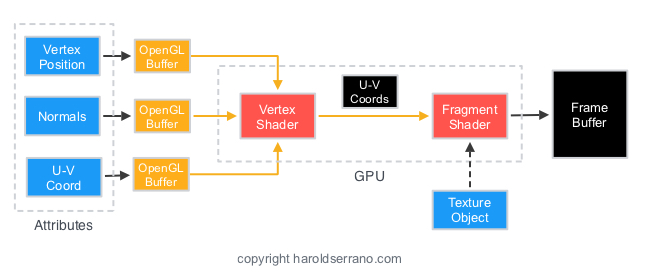 Vertex
Position
OpenGL
Buffer
Normals
OpenGL
Buffer
U-V
Coord
OpenGL
Buffer
Attributes
Vertex
Shader
U-V
Coords
Fragment
Shader
GPU
Frame
Buffer
Texture
Object
copyright haroldserrano.com